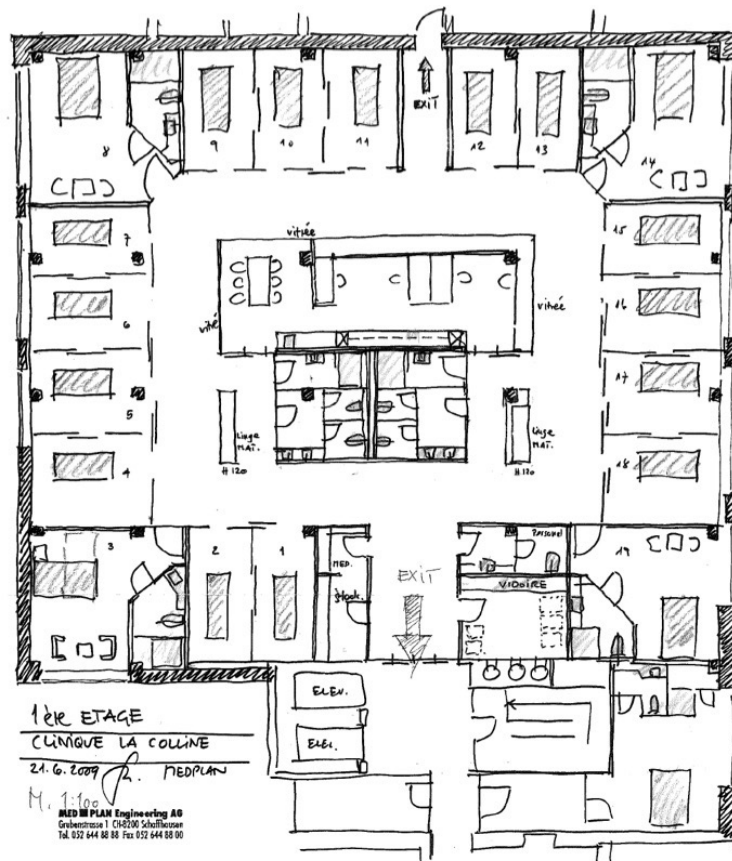 EXIT
8
9
10
11
12
13
14
7
15
vitrée
6
16
vitrée
vitrée
5
17
4
Linge
MAT.
H 120
Linge
MAT.
H 120
18
3
2
1
MED.
Stock.
EXIT
PERSONEL
VIDOIRE
19
ELEV.
ELEV.
1ère ETAGE
CLINIQUE LA COLLINE
21.6.2009 MEDPLAN
M. 1:100
MED PLAN Engineering AG
Grubenstrasse 1 CH-8200 Schaffhausen
Tel. 052 644 88 88 Fax 052 644 88 00